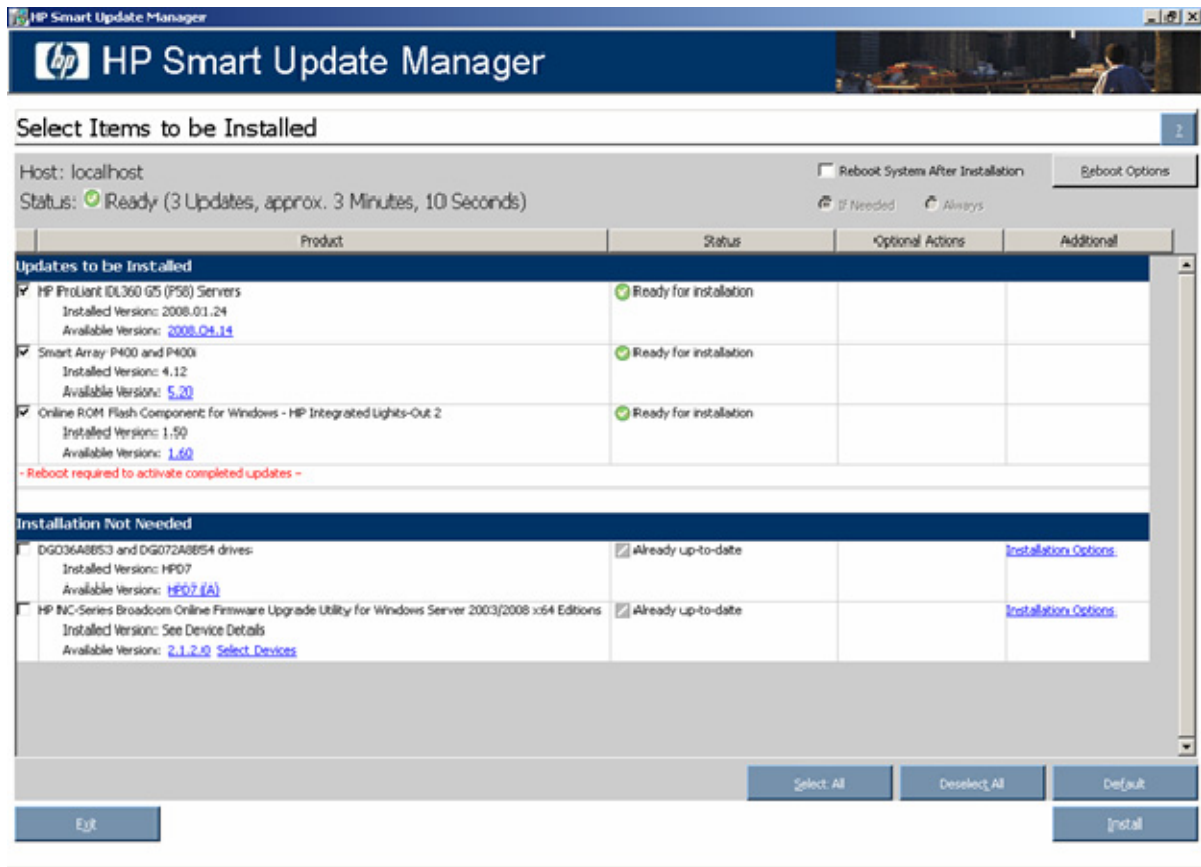 HP Smart Update Manager
hp HP Smart Update Manager
Select Items to be Installed
?
Host: localhost
Reboot System After Installation
Reboot Options
Status: Ready (3 Updates, approx. 3 Minutes, 10 Seconds)
If Needed Always
Product Status Optional Actions Additional
Updates to be Installed
HP ProLiant DL360 G5 (P58) Servers Ready for installation
Installed Version: 2008.01.24
Available Version: 2008.04.14
Smart Array P400 and P400i Ready for installation
Installed Version: 4.12
Available Version: 5.20
Online ROM Flash Component for Windows - HP Integrated Lights-Out 2 Ready for installation
Installed Version: 1.50
Available Version: 1.60
- Reboot required to activate completed updates -
Installation Not Needed
DG036A8B53 and DG072A8B54 drives Already up-to-date Installation Options
Installed Version: HPD7
Available Version: HPD7 (A)
HP NC-Series Broadcom Online Firmware Upgrade Utility for Windows Server 2003/2008 x64 Editions Already up-to-date Installation Options
Installed Version: See Device Details
Available Version: 2.1.2.0 Select Devices
Select All Deselect All Default
Exit Install